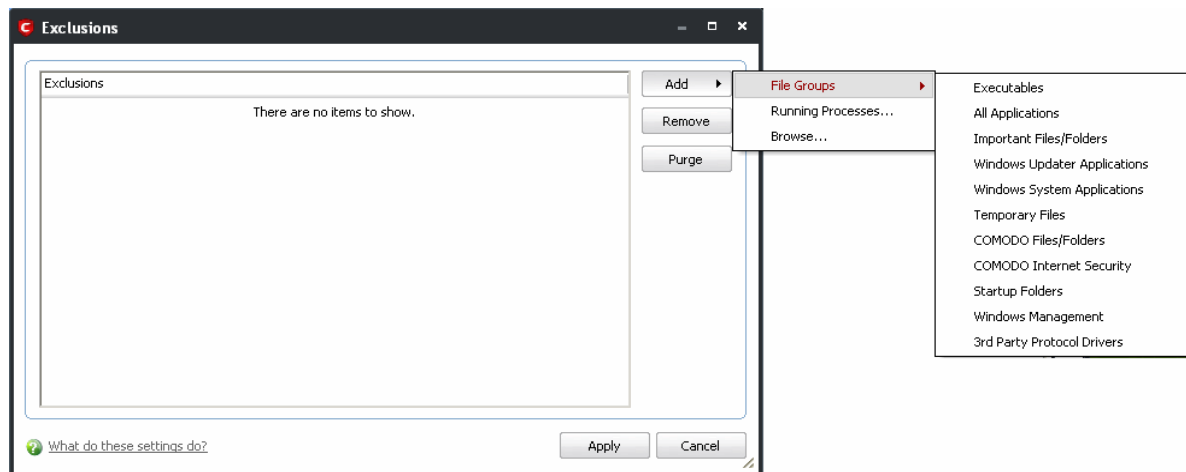 Exclusions
Exclusions
There are no items to show.
Add
Remove
Purge
File Groups
Running Processes...
Browse...
Executables
All Applications
Important Files/Folders
Windows Updater Applications
Windows System Applications
Temporary Files
COMODO Files/Folders
COMODO Internet Security
Startup Folders
Windows Management
3rd Party Protocol Drivers
What do these settings do?
Apply
Cancel